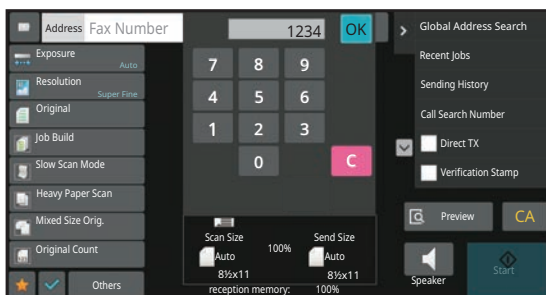 Address Fax Number
1234 OK
Global Address Search
Recent Jobs
Sending History
Call Search Number
Direct TX
Verification Stamp
Exposure
Auto
Resolution
Super Fine
Original
Job Build
Slow Scan Mode
Heavy Paper Scan
Mixed Size Orig.
Original Count
Others
7 8 9
4 5 6
1 2 3
0 C
Scan Size 100% Send Size
Auto Auto
8½x11 8½x11
reception memory: 100%
Preview CA
Speaker Start